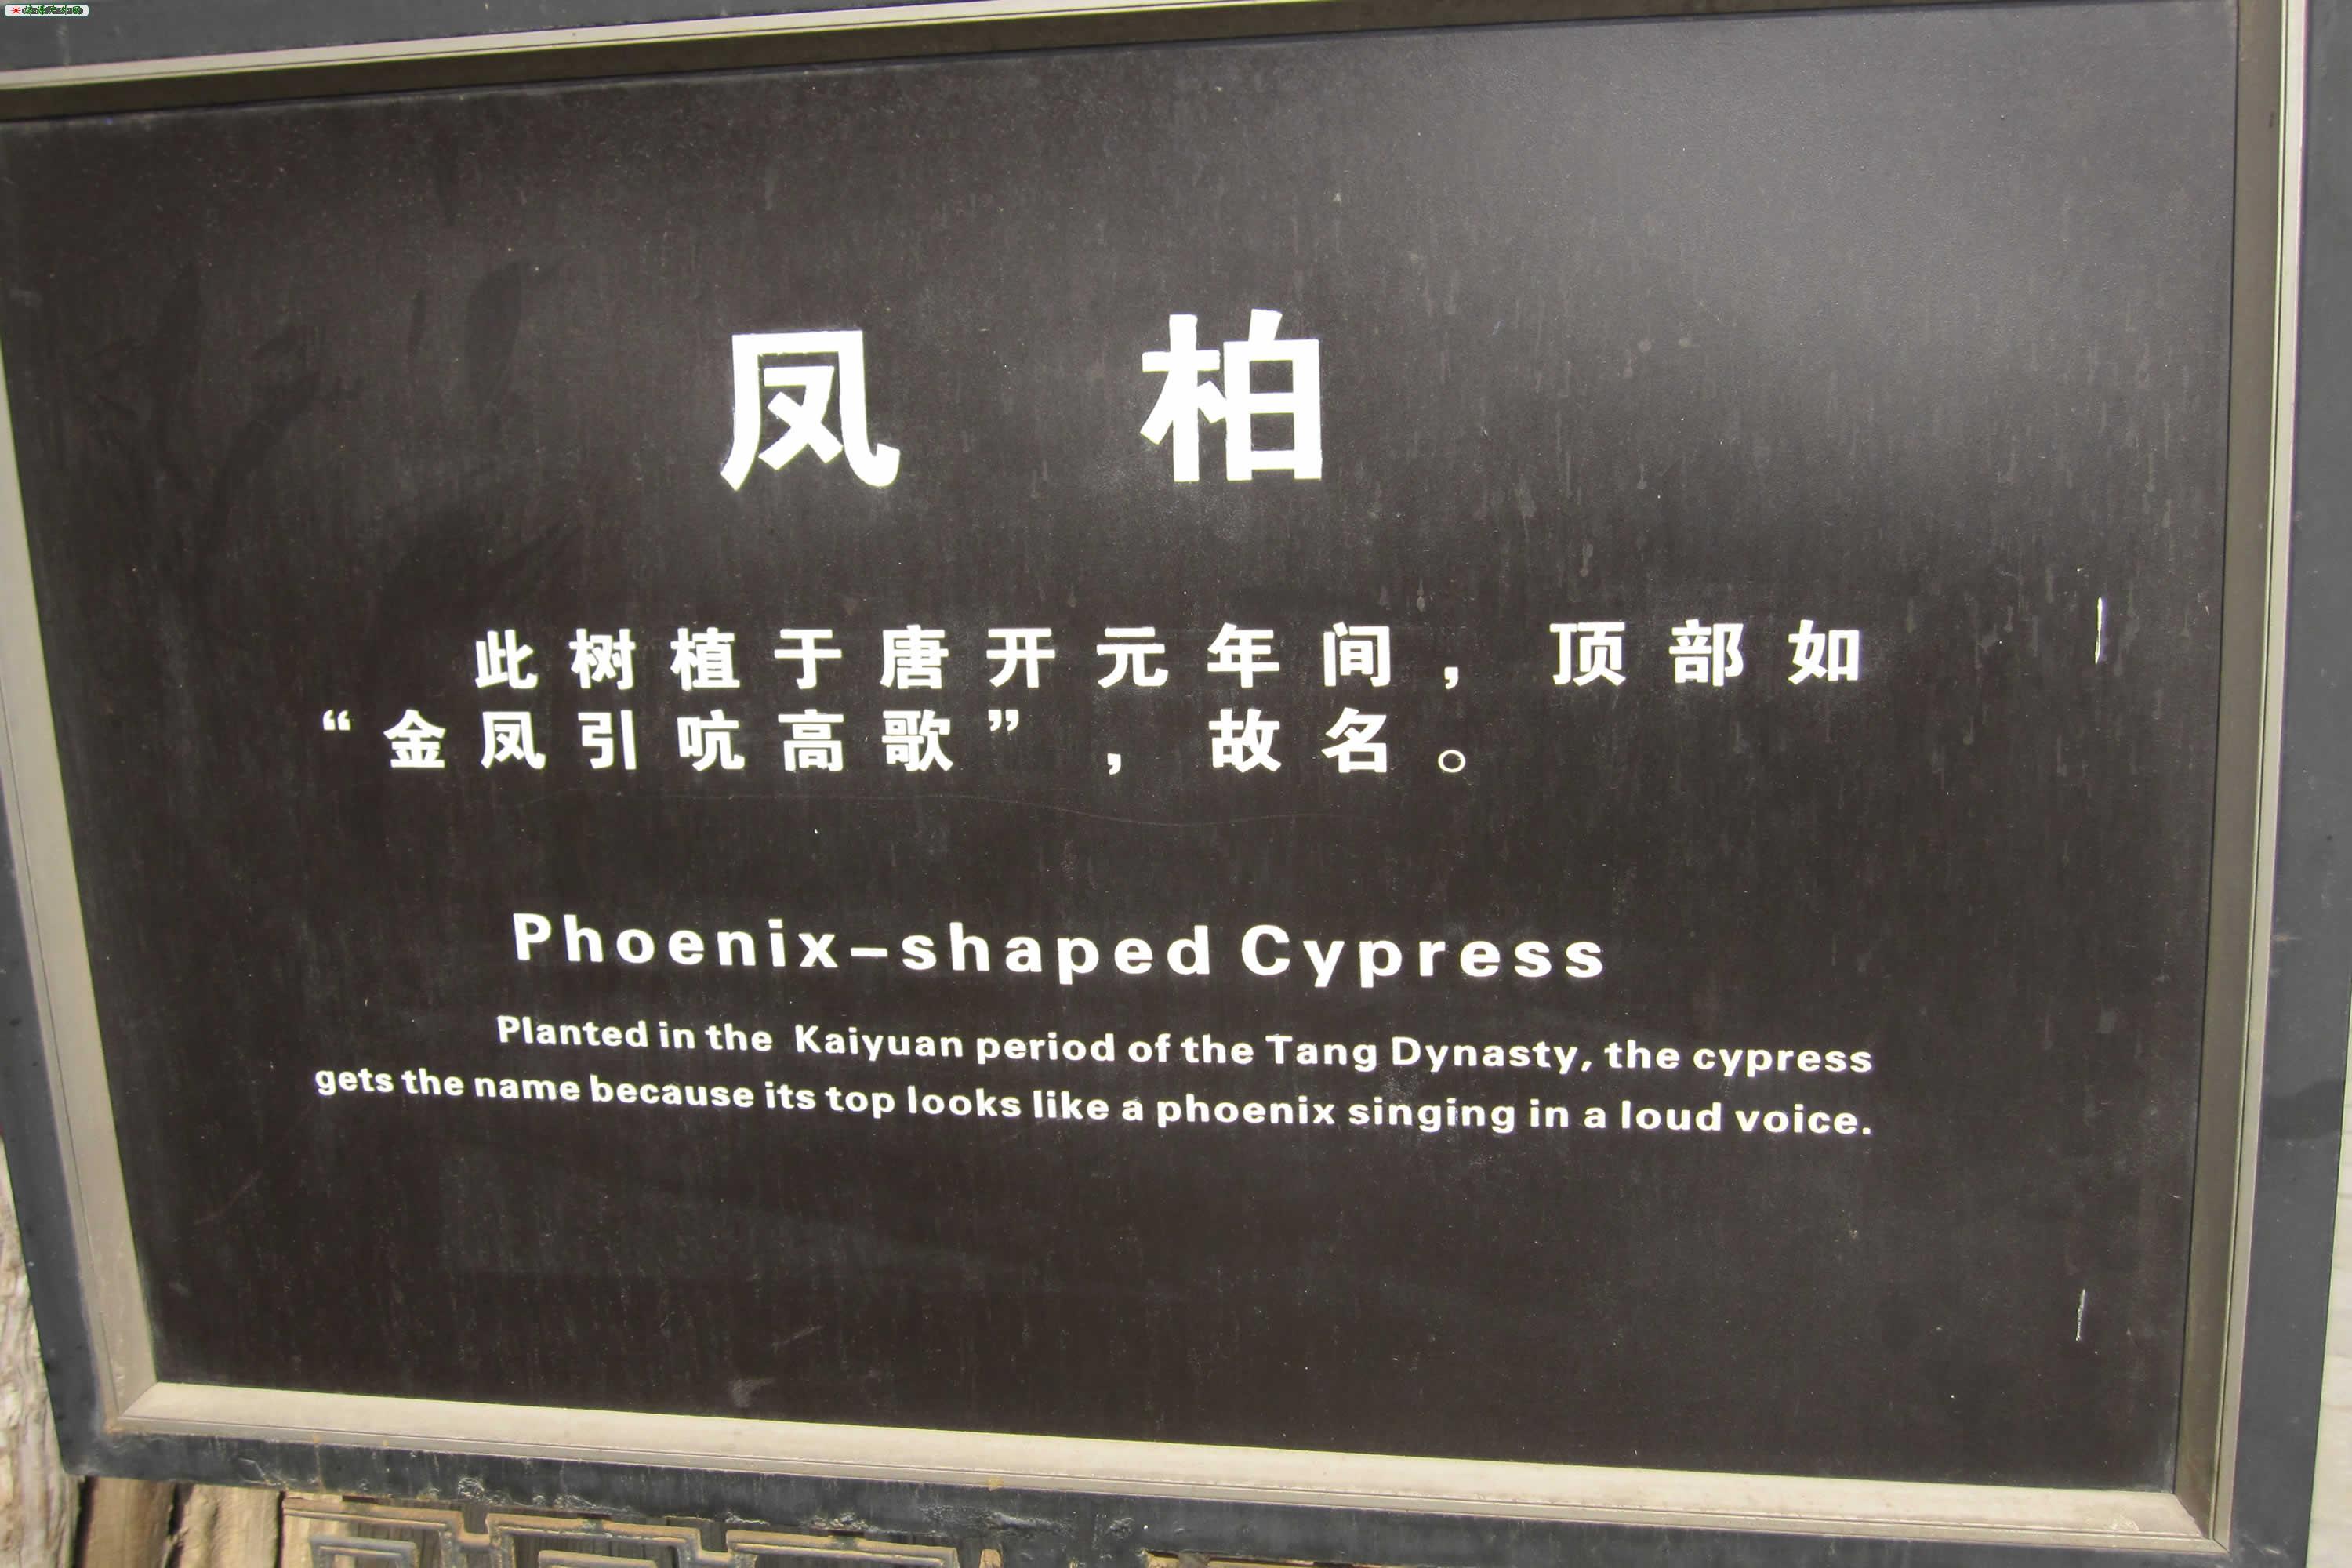 凤 柏
此树植于唐开元年间，顶部如
“金凤引吭高歌”，故名。
Phoenix-shaped Cypress
Planted in the Kaiyuan period of the Tang Dynasty, the cypress
gets the name because its top looks like a phoenix singing in a loud voice.